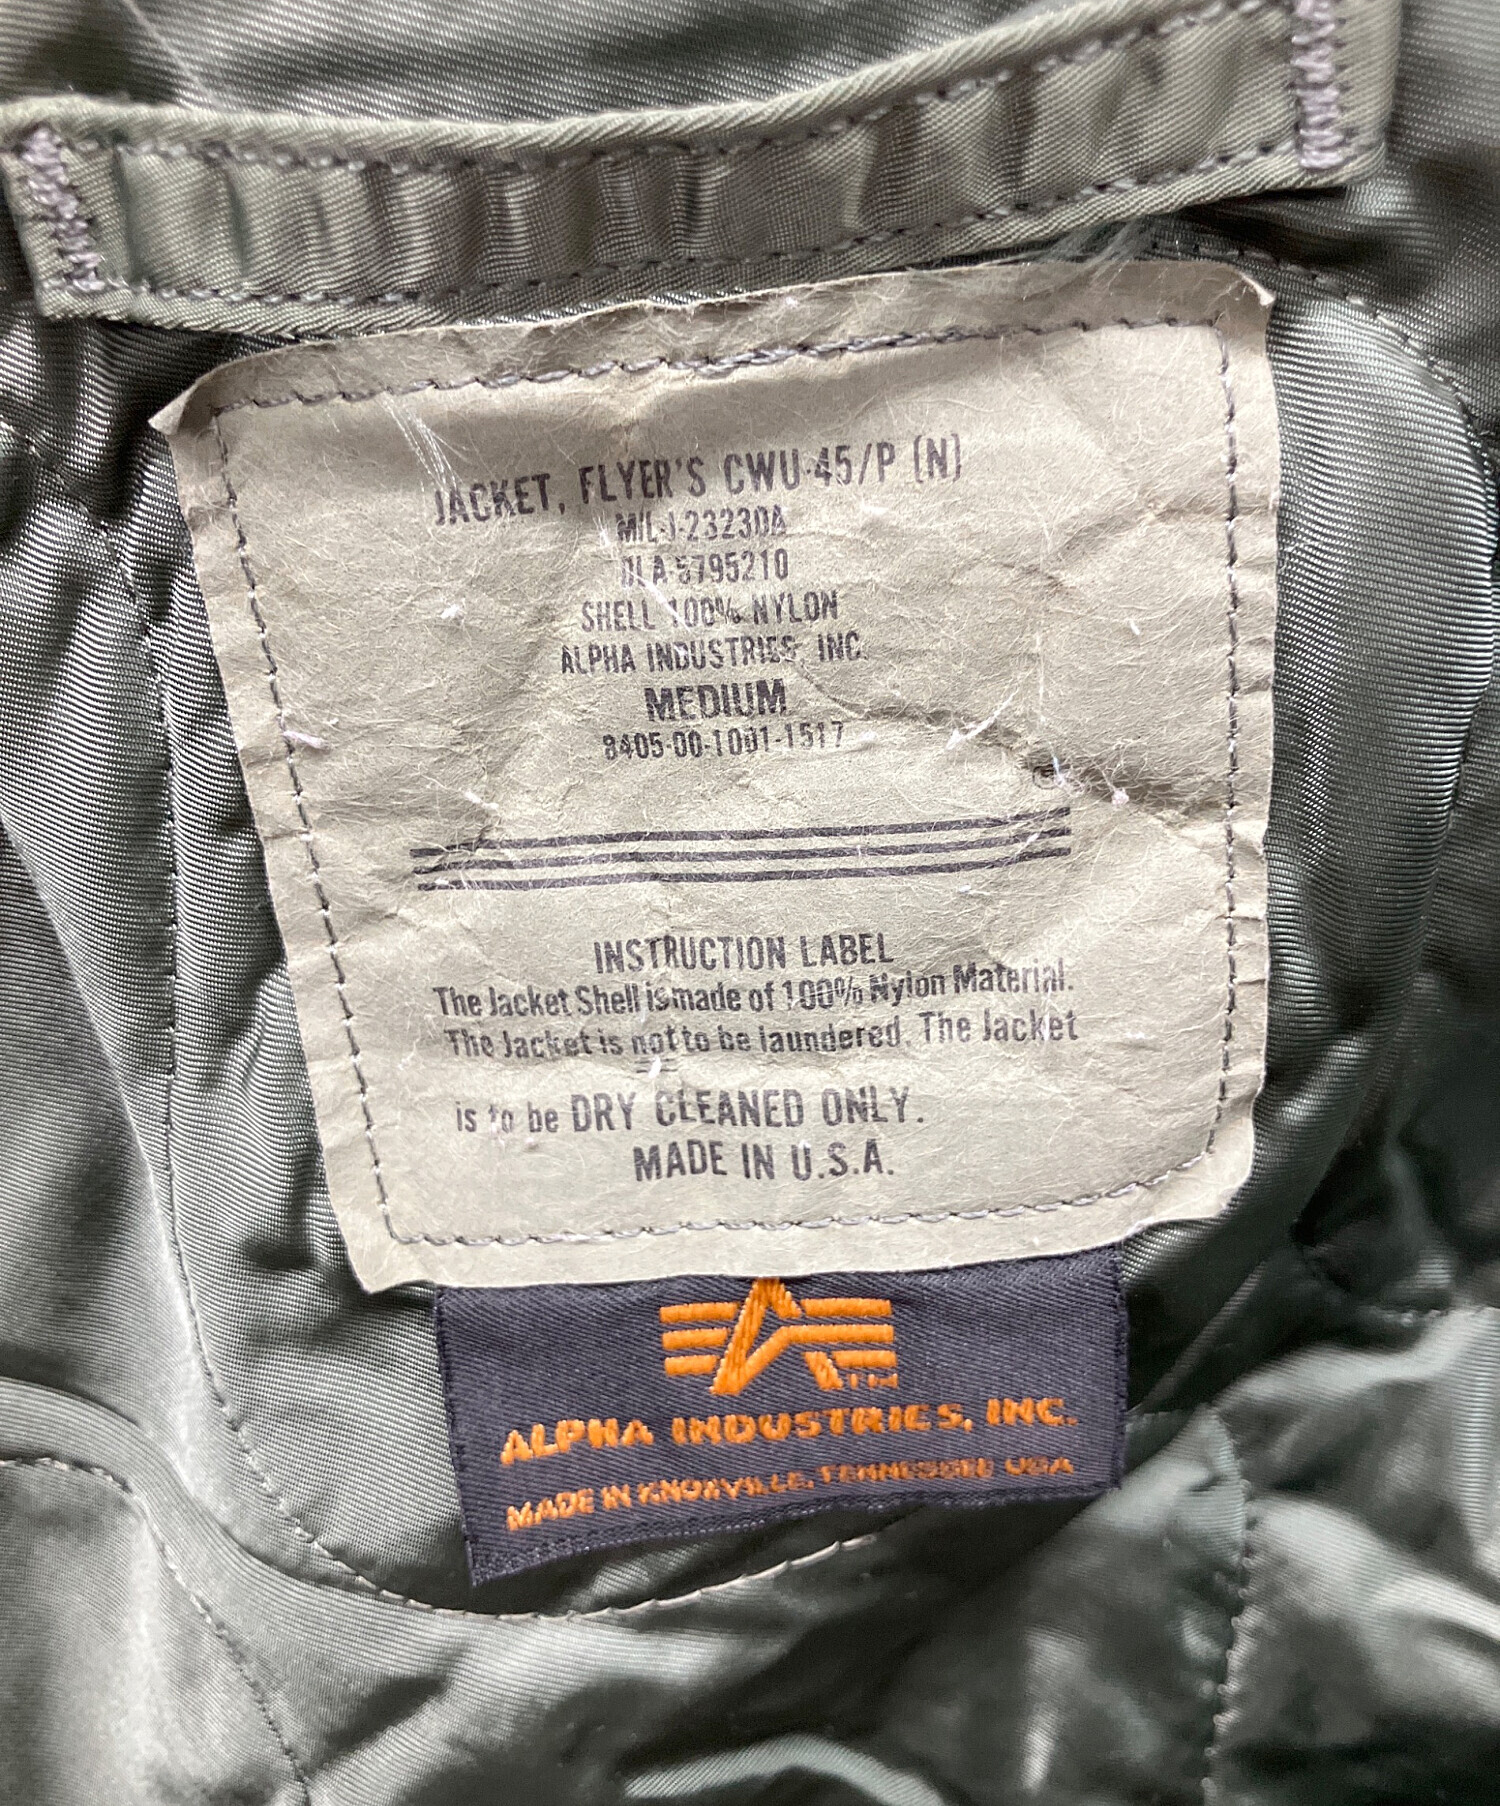 JACKET, FLYER'S CWU-45/P (N)
MIL-J-23230A
DLA-5795210
SHELL 100% NYLON
ALPHA INDUSTRIES, INC.
MEDIUM
8405-00-1001-1517
INSTRUCTION LABEL
The Jacket Shell is made of 100% Nylon Material.
The Jacket is not to be laundered. The Jacket
is to be DRY CLEANED ONLY.
MADE IN U.S.A.
ALPHA INDUSTRIES, INC.
MADE IN KNOXVILLE, TENNESSEE USA